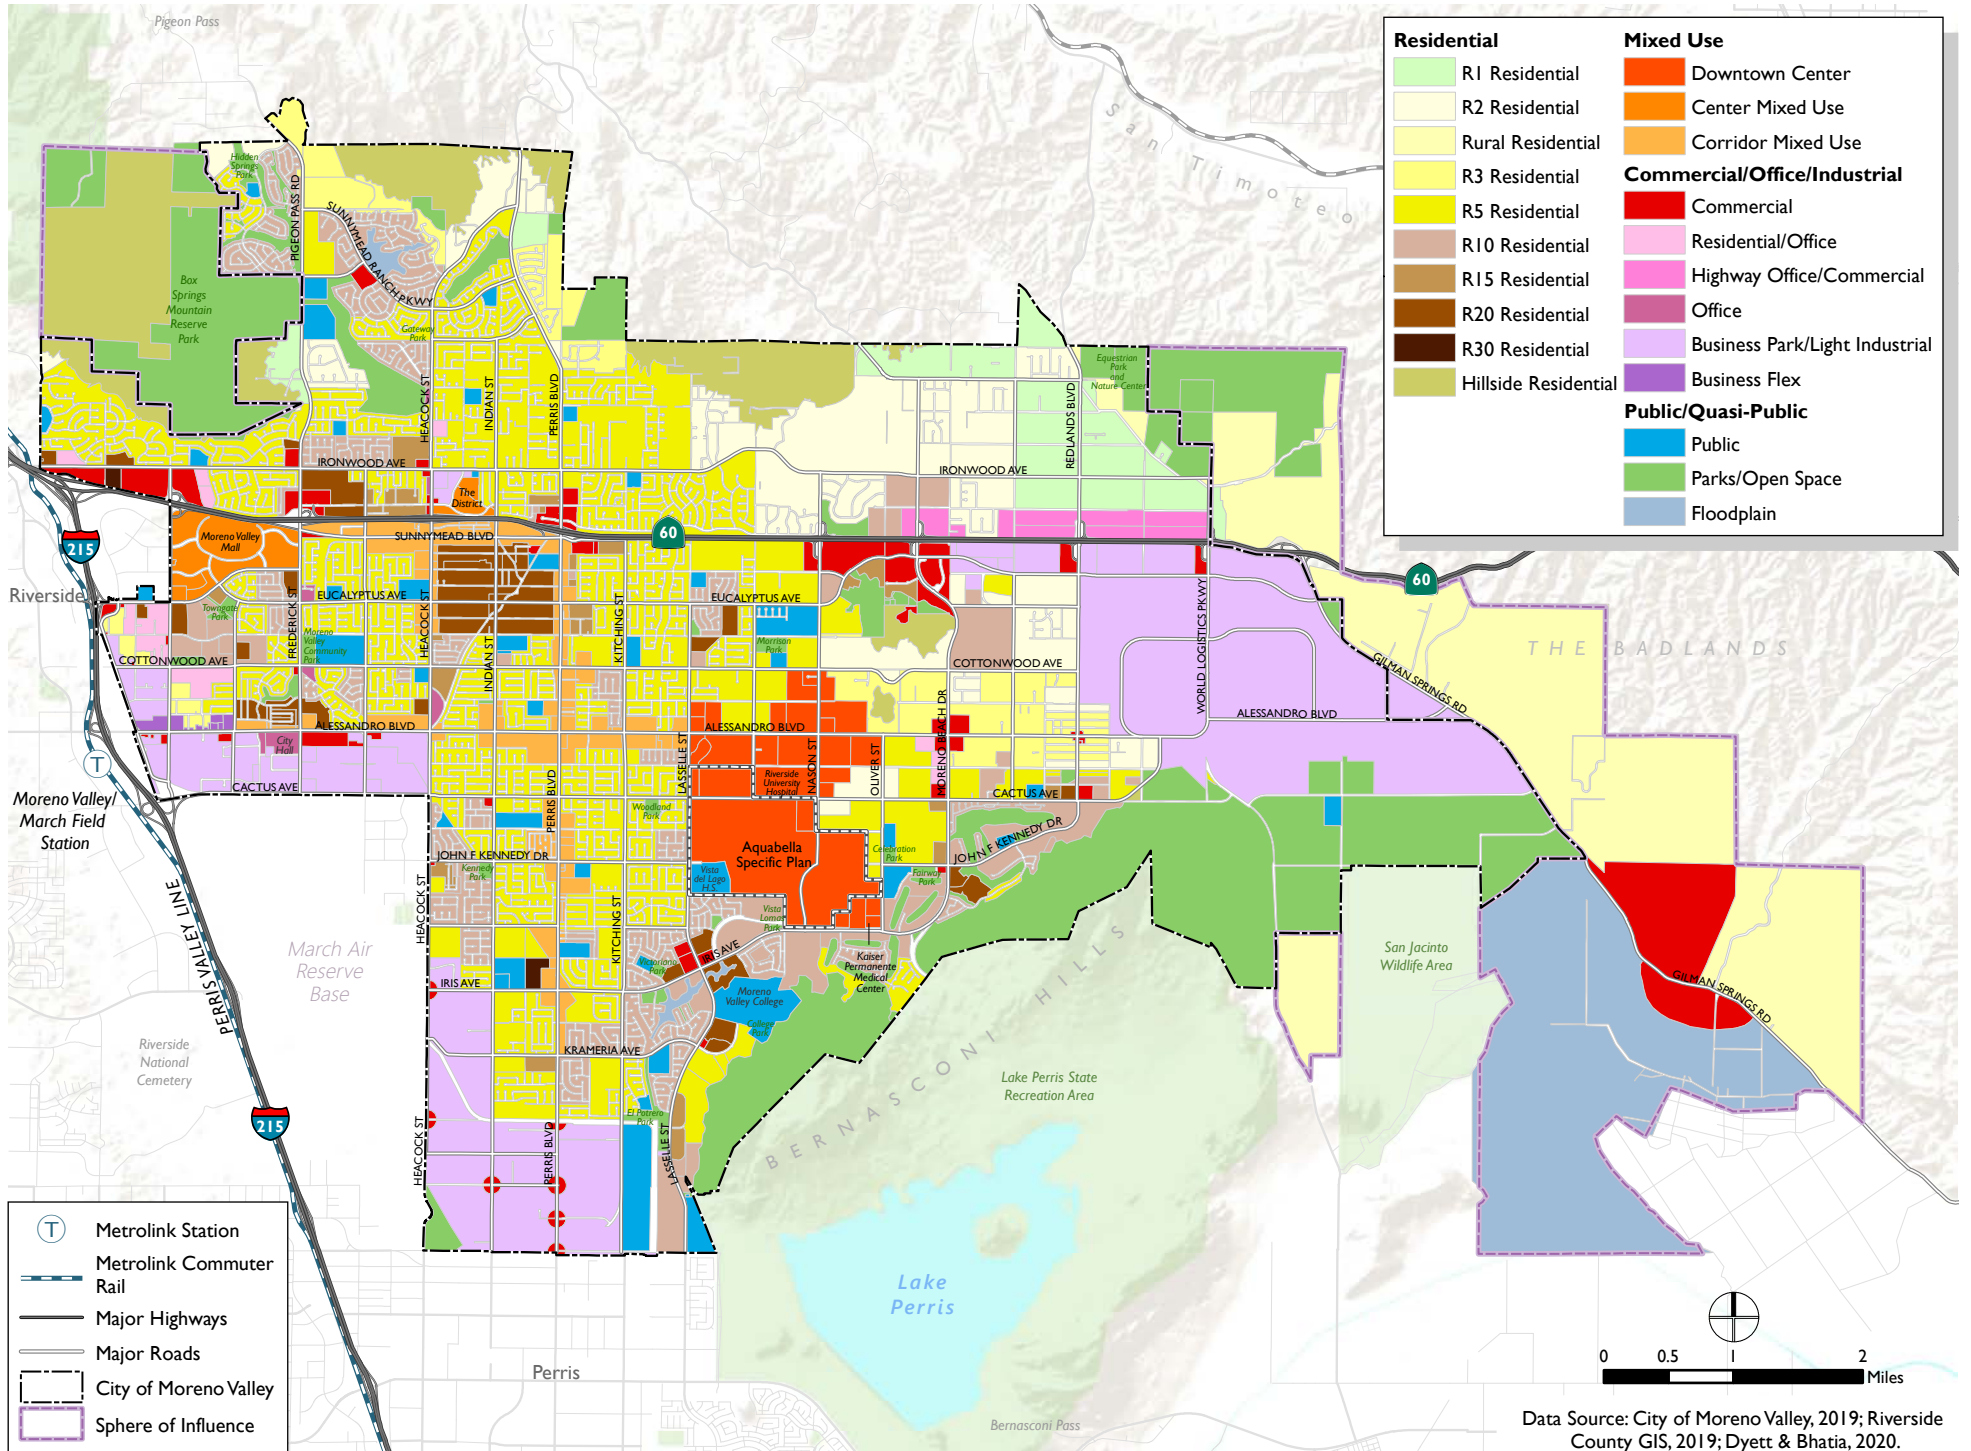 Pigeon Pass
Residential
R1 Residential
R2 Residential
Rural Residential
R3 Residential
R5 Residential
R10 Residential
R15 Residential
R20 Residential
R30 Residential
Hillside Residential
Mixed Use
Downtown Center
Center Mixed Use
Corridor Mixed Use
Commercial/Office/Industrial
Commercial
Residential/Office
Highway Office/Commercial
Office
Business Park/Light Industrial
Business Flex
Public/Quasi-Public
Public
Parks/Open Space
Floodplain
San Timoteo
Hidden
Springs
Park
PIGEON PASS RD
SUNNYMEAD RANCH PKWY
Box
Springs
Mountain
Reserve
Park
Gateway
Park
HEACOCK ST
INDIAN ST
PERRIS BLVD
Equestrian
Park
and
Nature Center
REDLANDS BLVD
IRONWOOD AVE
IRONWOOD AVE
The
District
Moreno Valley
Mall
SUNNYMEAD BLVD
60
60
215
Riverside
Towngate
Park
FREDERICK ST
EUCALYPTUS AVE
HEACOCK ST
EUCALYPTUS AVE
KITCHING ST
INDIAN ST
Moreno
Valley
Community
Park
Morrison
Park
COTTONWOOD AVE
COTTONWOOD AVE
WORLD LOGISTICS PKWY
THE BADLANDS
GILMAN SPRINGS RD
ALESSANDRO BLVD
ALESSANDRO BLVD
ALESSANDRO BLVD
City
Hall
LASSELLE ST
NASON ST
OLIVER ST
MORENO BEACH DR
Riverside
University
Hospital
T
CACTUS AVE
CACTUS AVE
Moreno Valley/
March Field
Station
PERRIS BLVD
Woodland
Park
JOHN F KENNEDY DR
JOHN F KENNEDY DR
Aquabella
Specific Plan
Celebration
Park
Kennedy
Park
Vista
del Lago
H.S.
Fairway
Park
PERRIS VALLEY LINE
HEACOCK ST
KITCHING ST
Vista
Lomas
Park
March Air
Reserve
Base
Victoriano
Park
IRIS AVE
IRIS AVE
Kaiser
Permanente
Medical
Center
Moreno
Valley College
College
Park
San Jacinto
Wildlife Area
GILMAN SPRINGS RD
BERNASCONI HILLS
KRAMERIA AVE
Riverside
National
Cemetery
Lake Perris State
Recreation Area
215
El Potrero
Park
HEACOCK ST
PERRIS BLVD
LASSELLE ST
Lake
Perris
Perris
Bernasconi Pass
T
Metrolink Station
Metrolink Commuter
Rail
Major Highways
Major Roads
City of Moreno Valley
Sphere of Influence
0 0.5 1 2
Miles
Data Source: City of Moreno Valley, 2019; Riverside
County GIS, 2019; Dyett & Bhatia, 2020.